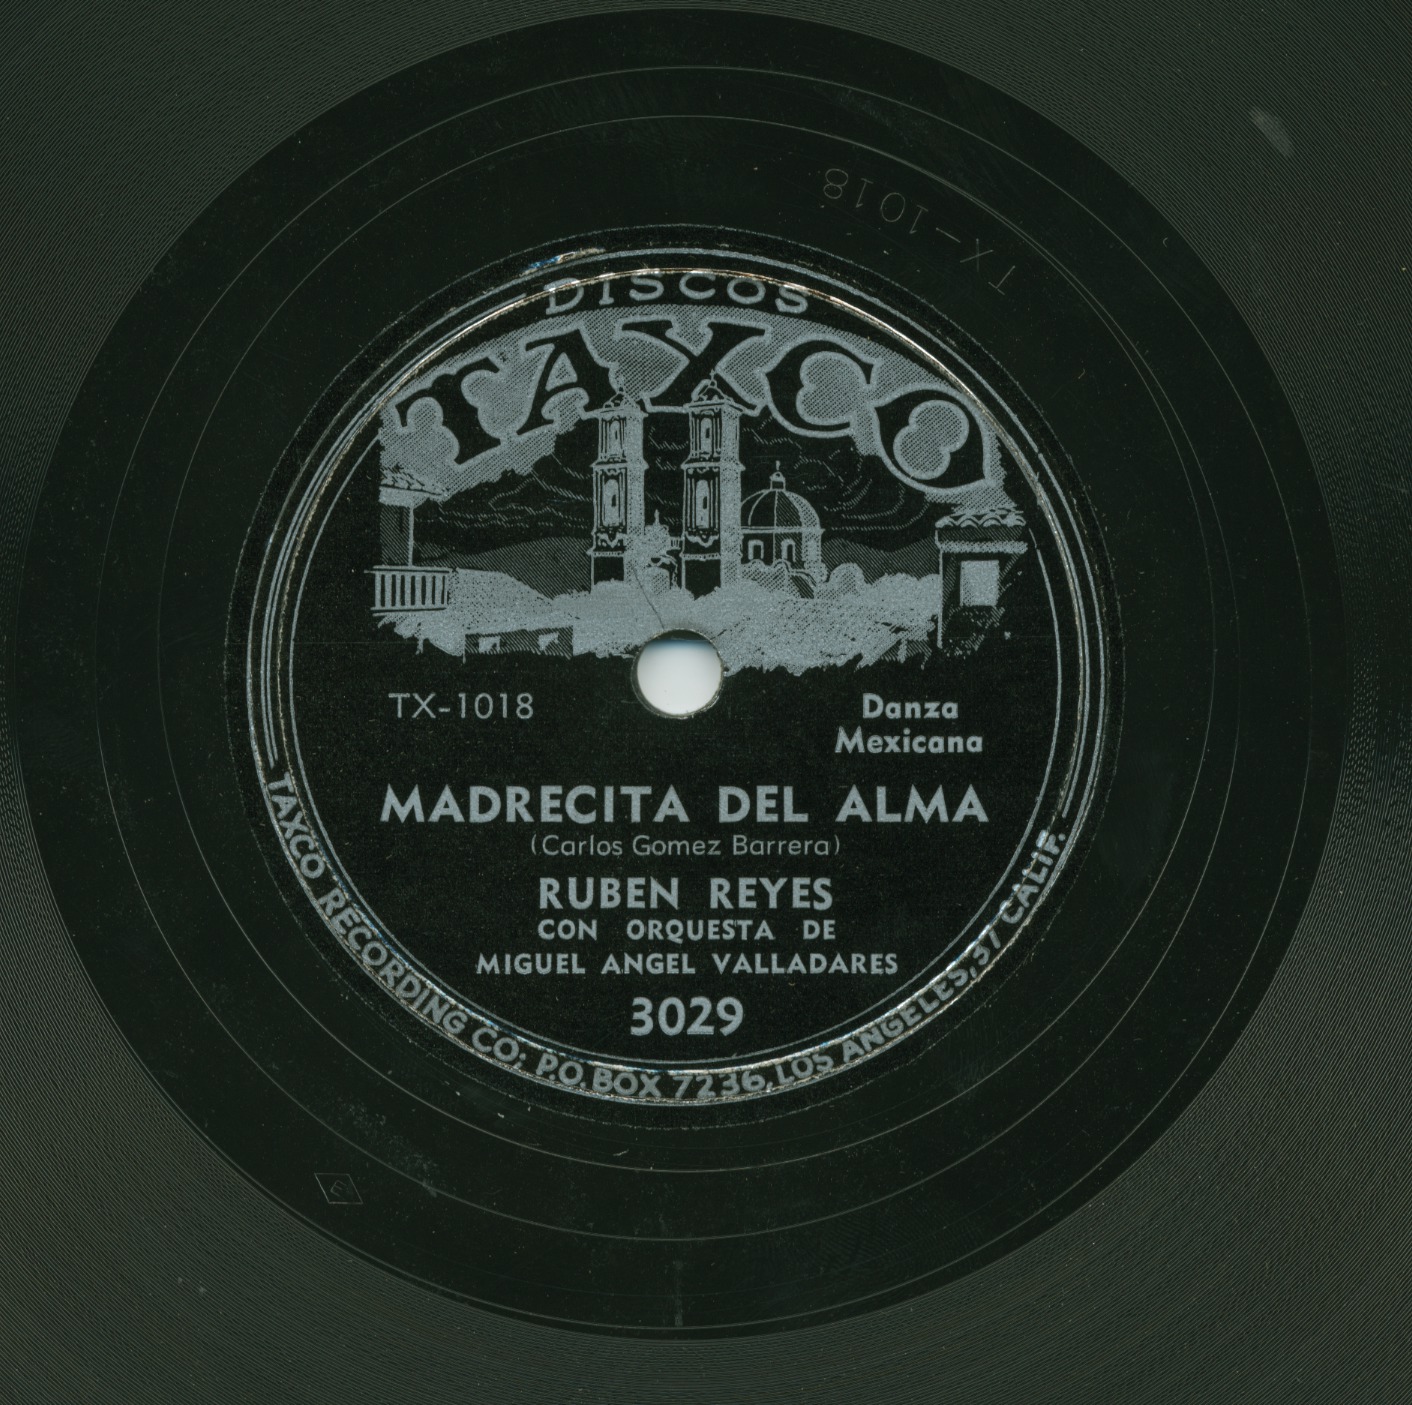 TX-1018
DISCOS
TAXCO
TX-1018
Danza
Mexicana
MADRECITA DEL ALMA
(Carlos Gomez Barrera)
RUBEN REYES
CON ORQUESTA DE
MIGUEL ANGEL VALLADARES
3029
TAXCO RECORDING CO; P.O. BOX 7236, LOS ANGELES, 37 CALIF.
E